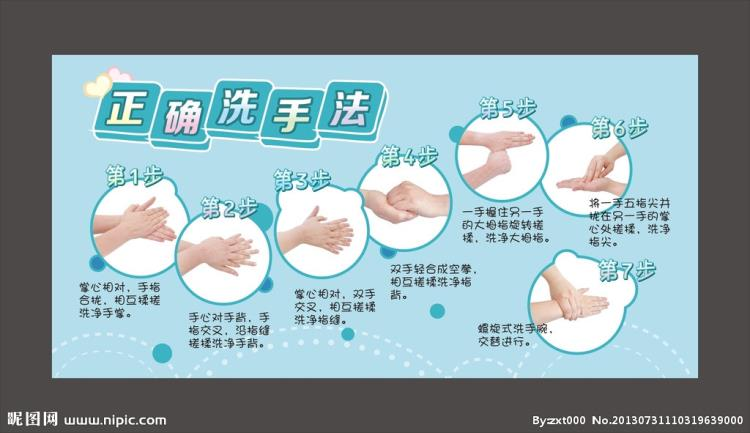 正确洗手法
第1步
掌心相对，手指
合拢，相互揉搓
洗净手掌。
第2步
手心对手背，手
指交叉，沿指缝
搓揉洗净手背。
第3步
掌心相对，双手
交叉，相互揉搓
洗净指缝。
第4步
双手轻合成空拳，
相互搓揉洗净指
背。
第5步
一手握住另一手
的大拇指旋转搓
揉，洗净大拇指。
第6步
将一手五指尖并
拢在另一手的掌
心处搓揉，洗净
指尖。
第7步
螺旋式洗手腕，
交替进行。
昵图网 www.nipic.com
By:zxt000 No.20130731110319639000